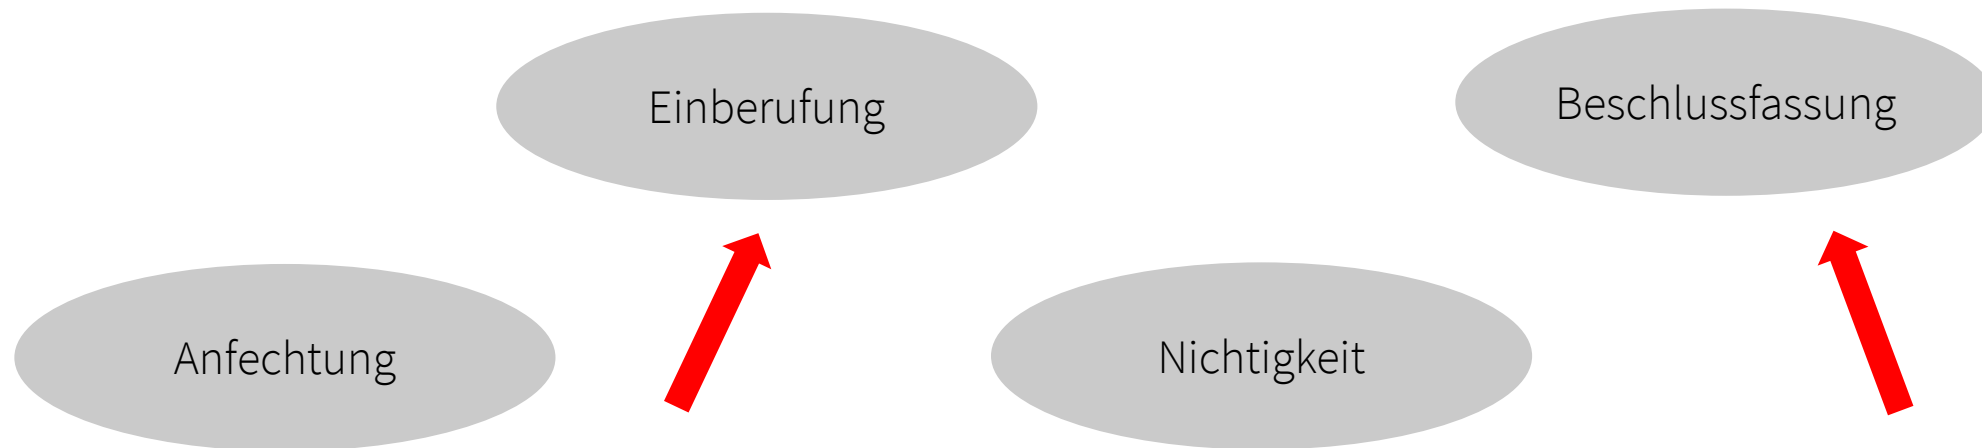 Einberufung
Beschlussfassung
Anfechtung
Nichtigkeit